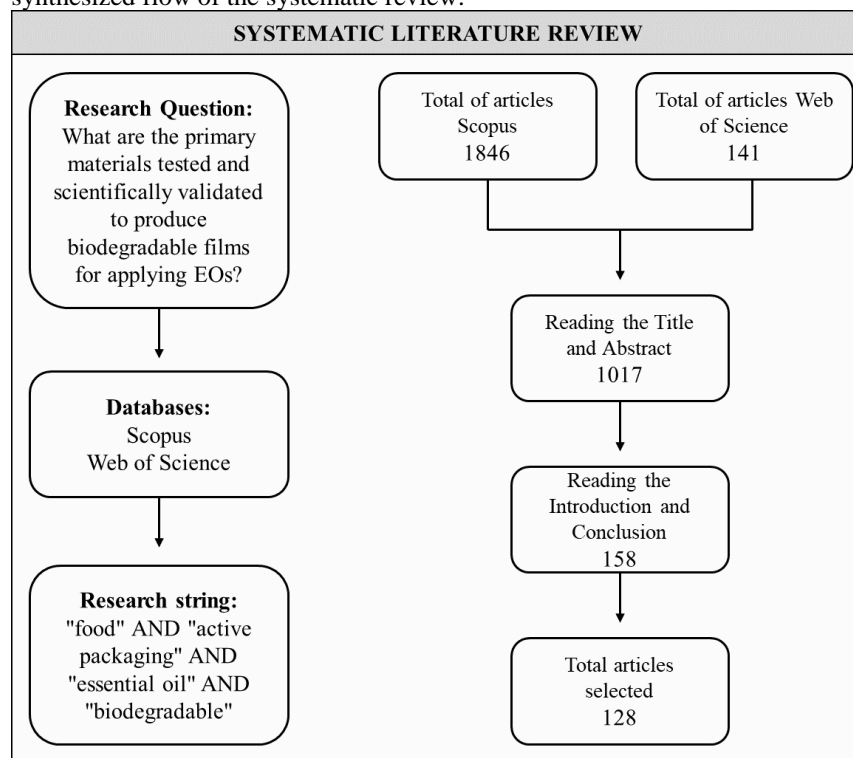 synthesized flow of the systematic review.
SYSTEMATIC LITERATURE REVIEW
Research Question:
What are the primary
materials tested and
scientifically validated
to produce
biodegradable films
for applying EOs?
Databases:
Scopus
Web of Science
Research string:
"food" AND "active
packaging" AND
"essential oil" AND
"biodegradable"
Total of articles
Scopus
1846
Total of articles Web
of Science
141
Reading the Title
and Abstract
1017
Reading the
Introduction and
Conclusion
158
Total articles
selected
128